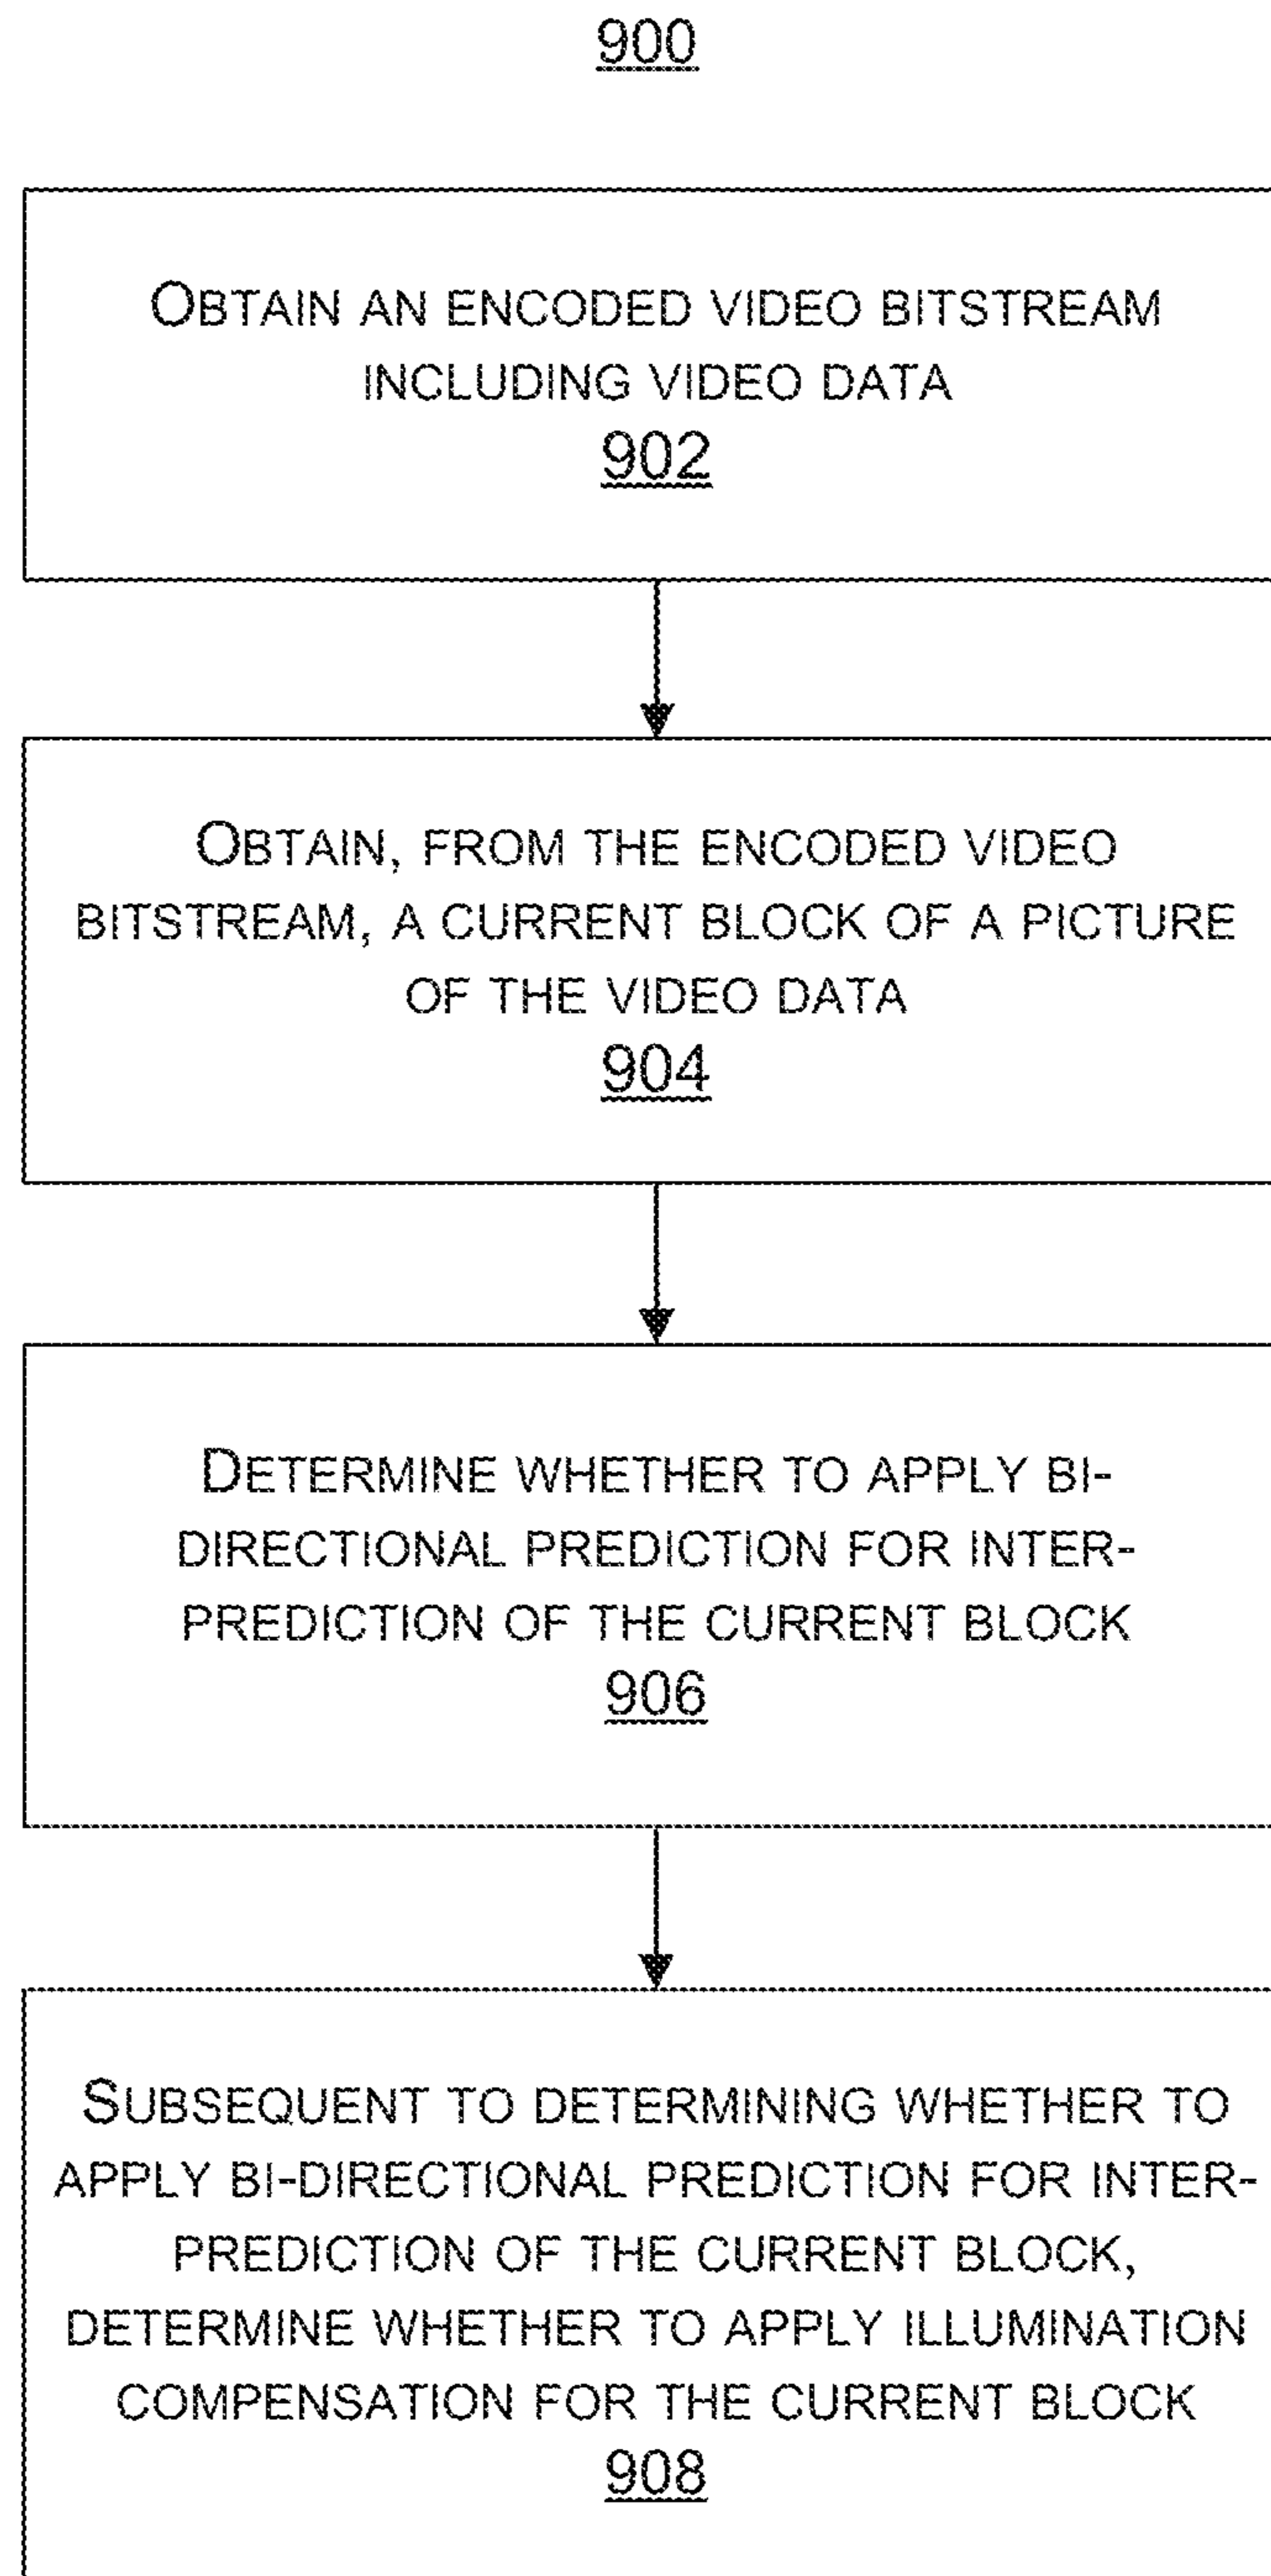 900
OBTAIN AN ENCODED VIDEO BITSTREAM
INCLUDING VIDEO DATA
902
OBTAIN, FROM THE ENCODED VIDEO
BITSTREAM, A CURRENT BLOCK OF A PICTURE
OF THE VIDEO DATA
904
DETERMINE WHETHER TO APPLY BI-
DIRECTIONAL PREDICTION FOR INTER-
PREDICTION OF THE CURRENT BLOCK
906
SUBSEQUENT TO DETERMINING WHETHER TO
APPLY BI-DIRECTIONAL PREDICTION FOR INTER-
PREDICTION OF THE CURRENT BLOCK,
DETERMINE WHETHER TO APPLY ILLUMINATION
COMPENSATION FOR THE CURRENT BLOCK
908